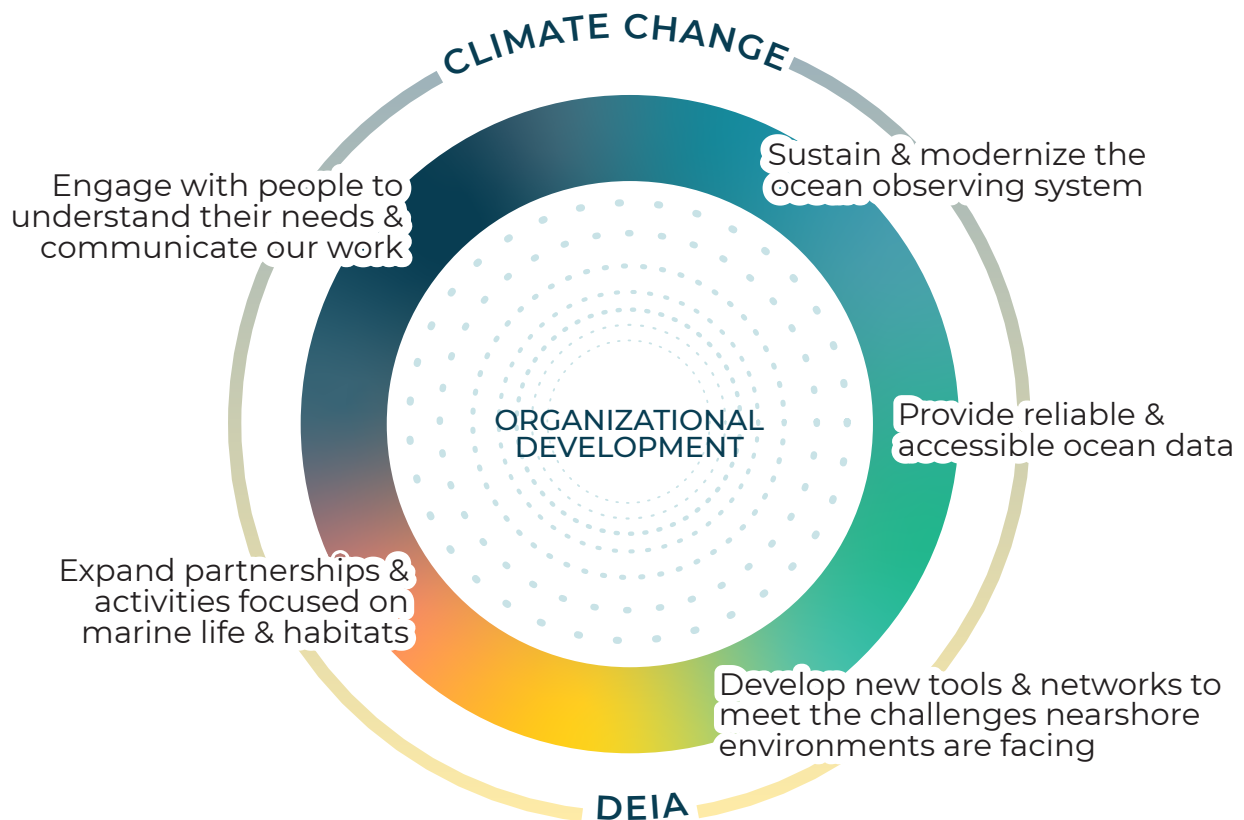 CLIMATE CHANGE
Sustain & modernize the
ocean observing system
Engage with people to
understand their needs &
communicate our work
Provide reliable &
accessible ocean data
ORGANIZATIONAL
DEVELOPMENT
Expand partnerships &
activities focused on
marine life & habitats
Develop new tools & networks to
meet the challenges nearshore
environments are facing
DEIA